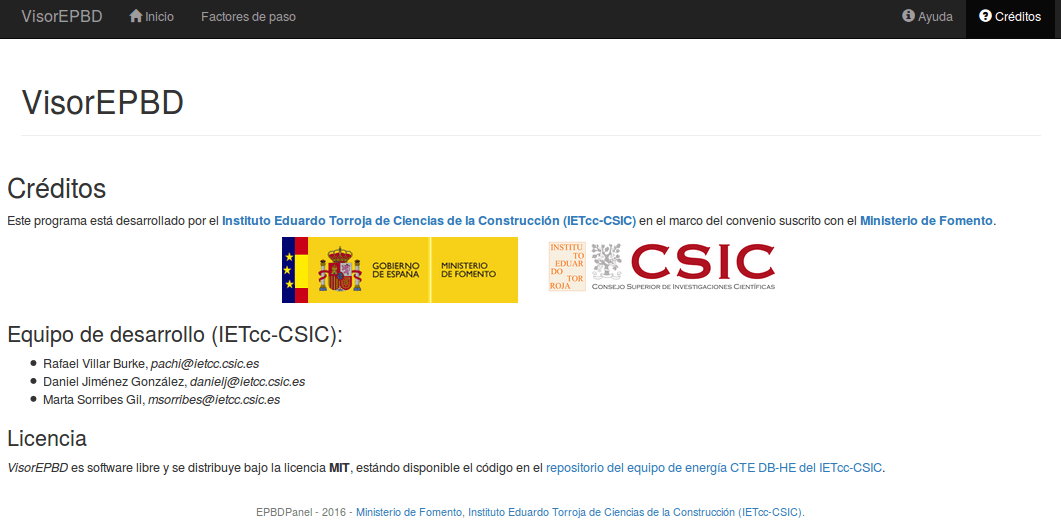 VisorEPBD Inicio Factores de paso Ayuda Créditos
VisorEPBD
Créditos
Este programa está desarrollado por el Instituto Eduardo Torroja de Ciencias de la Construcción (IETcc-CSIC) en el marco del convenio suscrito con el Ministerio de Fomento.
GOBIERNO
DE ESPAÑA
MINISTERIO
DE FOMENTO
INSTITU
TO
EDUAR
DO TOR
ROJA
CSIC
CONSEJO SUPERIOR DE INVESTIGACIONES CIENTÍFICAS
Equipo de desarrollo (IETcc-CSIC):
• Rafael Villar Burke, pachi@ietcc.csic.es
• Daniel Jiménez González, danielj@ietcc.csic.es
• Marta Sorribes Gil, msorribes@ietcc.csic.es
Licencia
VisorEPBD es software libre y se distribuye bajo la licencia MIT, estándo disponible el código en el repositorio del equipo de energía CTE DB-HE del IETcc-CSIC.
EPBDPanel - 2016 - Ministerio de Fomento, Instituto Eduardo Torroja de Ciencias de la Construcción (IETcc-CSIC).